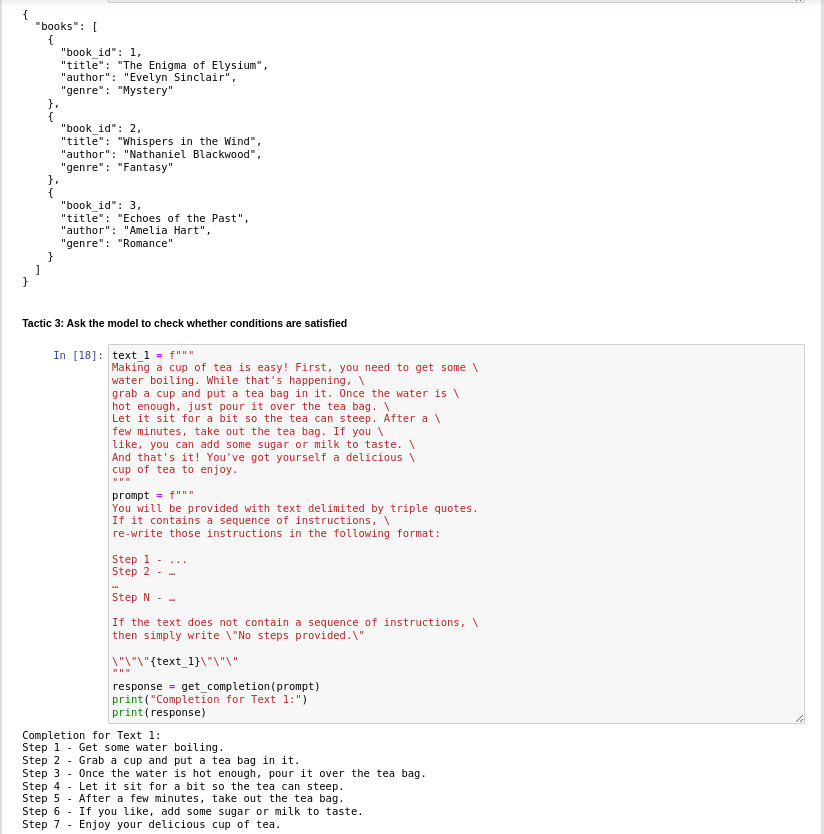 {
  "books": [
    {
      "book_id": 1,
      "title": "The Enigma of Elysium",
      "author": "Evelyn Sinclair",
      "genre": "Mystery"
    },
    {
      "book_id": 2,
      "title": "Whispers in the Wind",
      "author": "Nathaniel Blackwood",
      "genre": "Fantasy"
    },
    {
      "book_id": 3,
      "title": "Echoes of the Past",
      "author": "Amelia Hart",
      "genre": "Romance"
    }
  ]
}
Tactic 3: Ask the model to check whether conditions are satisfied
In [18]: text_1 = f"""
Making a cup of tea is easy! First, you need to get some \
water boiling. While that's happening, \
grab a cup and put a tea bag in it. Once the water is \
hot enough, just pour it over the tea bag. \
Let it sit for a bit so the tea can steep. After a \
few minutes, take out the tea bag. If you \
like, you can add some sugar or milk to taste. \
And that's it! You've got yourself a delicious \
cup of tea to enjoy.
"""
prompt = f"""
You will be provided with text delimited by triple quotes.
If it contains a sequence of instructions, \
re-write those instructions in the following format:

Step 1 - ...
Step 2 - …
…
Step N - …

If the text does not contain a sequence of instructions, \
then simply write \"No steps provided.\"

\"\"\"{text_1}\"\"\"
"""
response = get_completion(prompt)
print("Completion for Text 1:")
print(response)
Completion for Text 1:
Step 1 - Get some water boiling.
Step 2 - Grab a cup and put a tea bag in it.
Step 3 - Once the water is hot enough, pour it over the tea bag.
Step 4 - Let it sit for a bit so the tea can steep.
Step 5 - After a few minutes, take out the tea bag.
Step 6 - If you like, add some sugar or milk to taste.
Step 7 - Enjoy your delicious cup of tea.